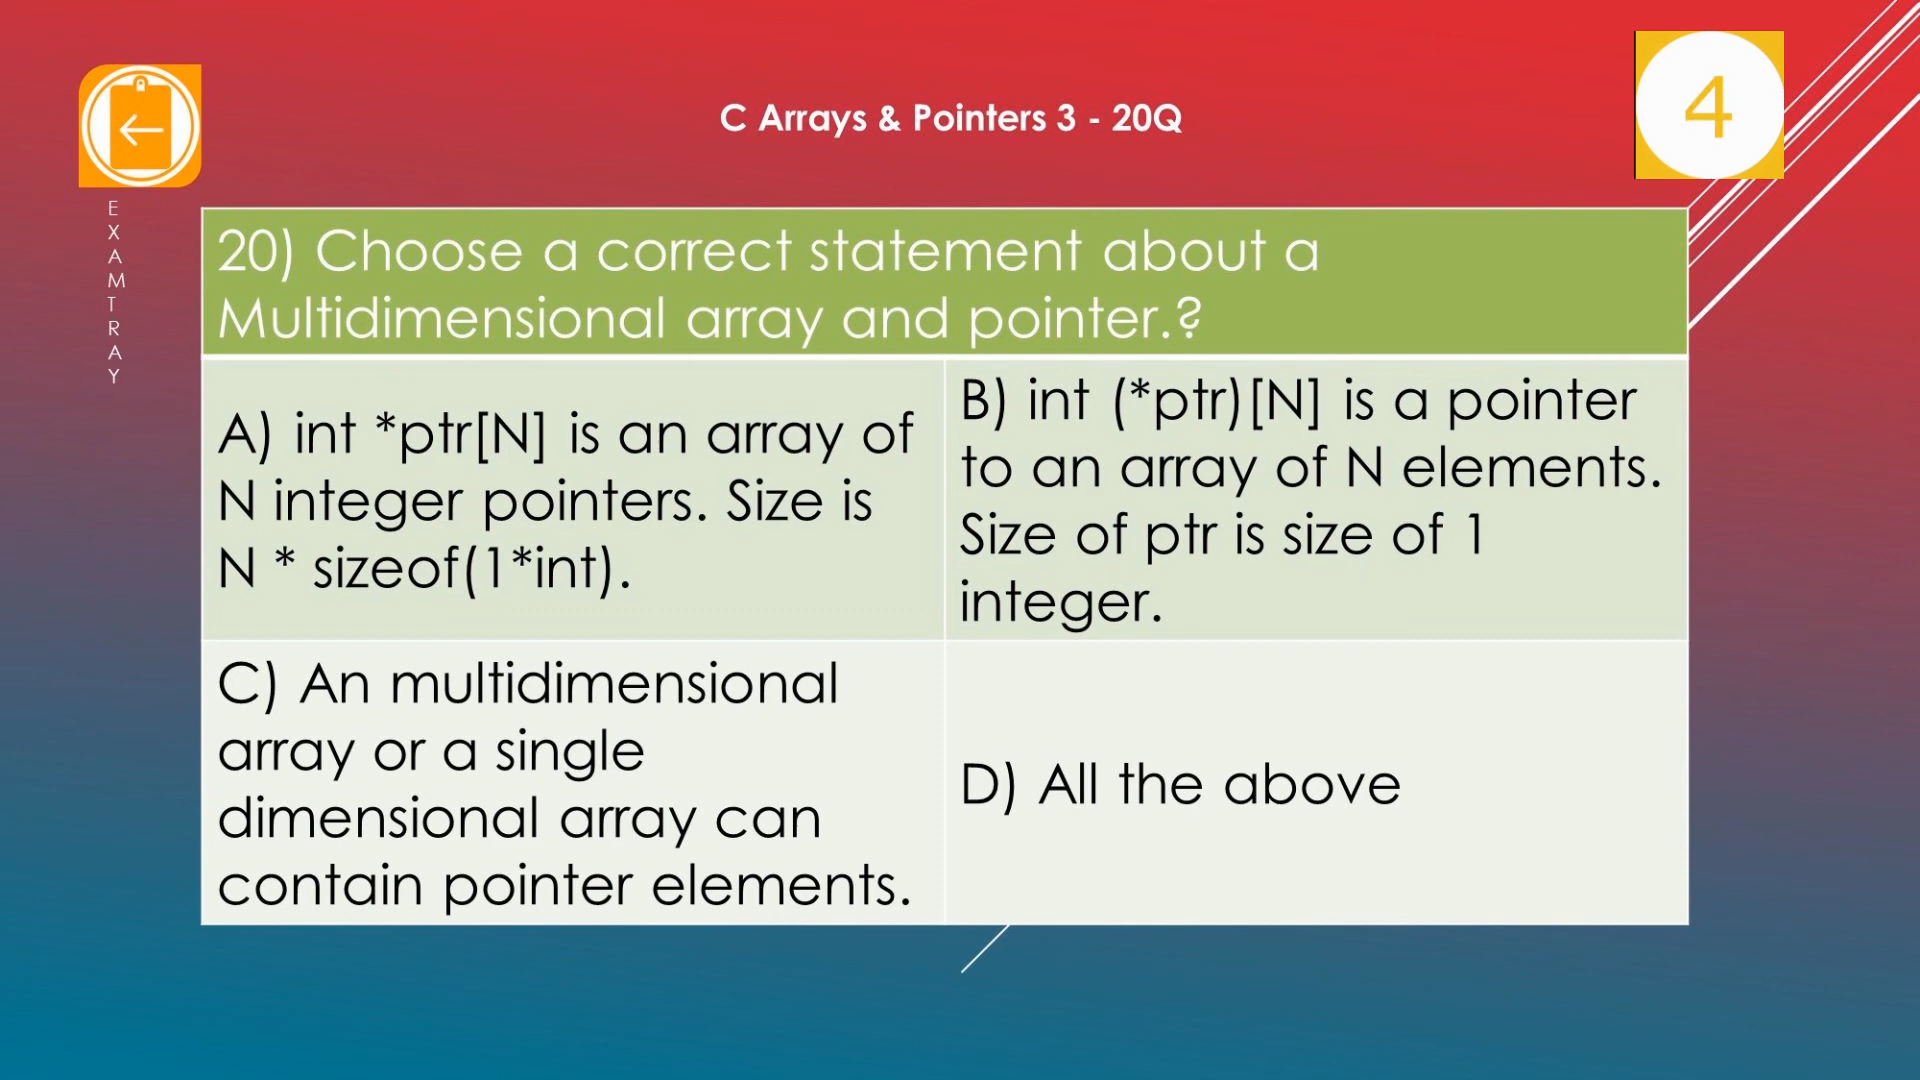 C Arrays & Pointers 3 - 20Q
4
E
X
A
M
T
R
A
Y
20) Choose a correct statement about a
Multidimensional array and pointer.?
A) int *ptr[N] is an array of
N integer pointers. Size is
N * sizeof(1*int).
B) int (*ptr)[N] is a pointer
to an array of N elements.
Size of ptr is size of 1
integer.
C) An multidimensional
array or a single
dimensional array can
contain pointer elements.
D) All the above